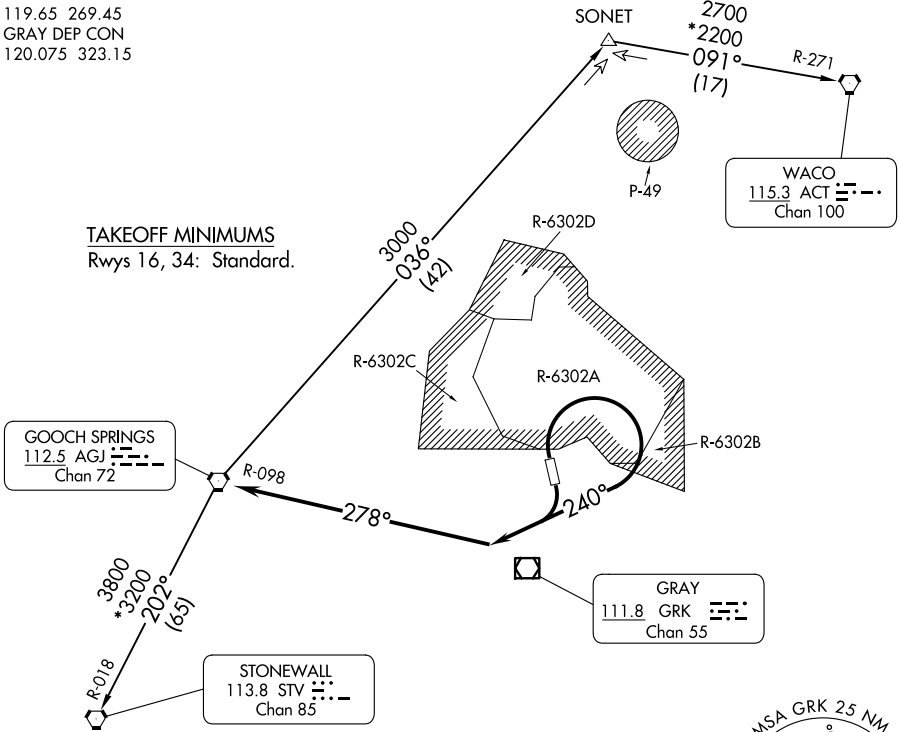 119.65 269.45
GRAY DEP CON
120.075 323.15
SONET
2700
*2200
091°
(17)
R-271
P-49
WACO
115.3 ACT
Chan 100
TAKEOFF MINIMUMS
Rwys 16, 34: Standard.
3000
036°
(42)
R-6302D
R-6302C
R-6302A
R-6302B
GOOCH SPRINGS
112.5 AGJ
Chan 72
R-098
278°
240°
GRAY
111.8 GRK
Chan 55
3800
*3200
202°
(65)
R-018
STONEWALL
113.8 STV
Chan 85
MSA GRK 25 NM